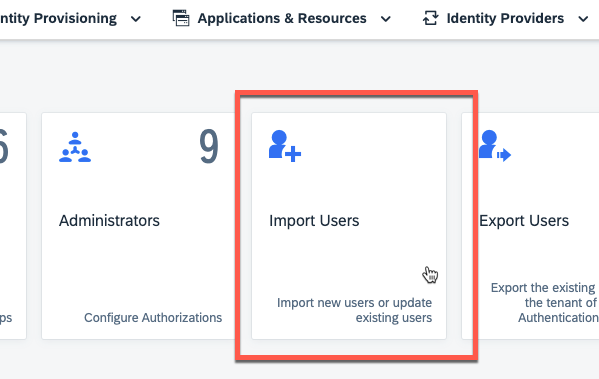 ntity Provisioning
Applications & Resources
Identity Providers
6
9
Administrators
Import Users
Export Users
ps
Configure Authorizations
Import new users or update
existing users
Export the existing
the tenant of
Authentication